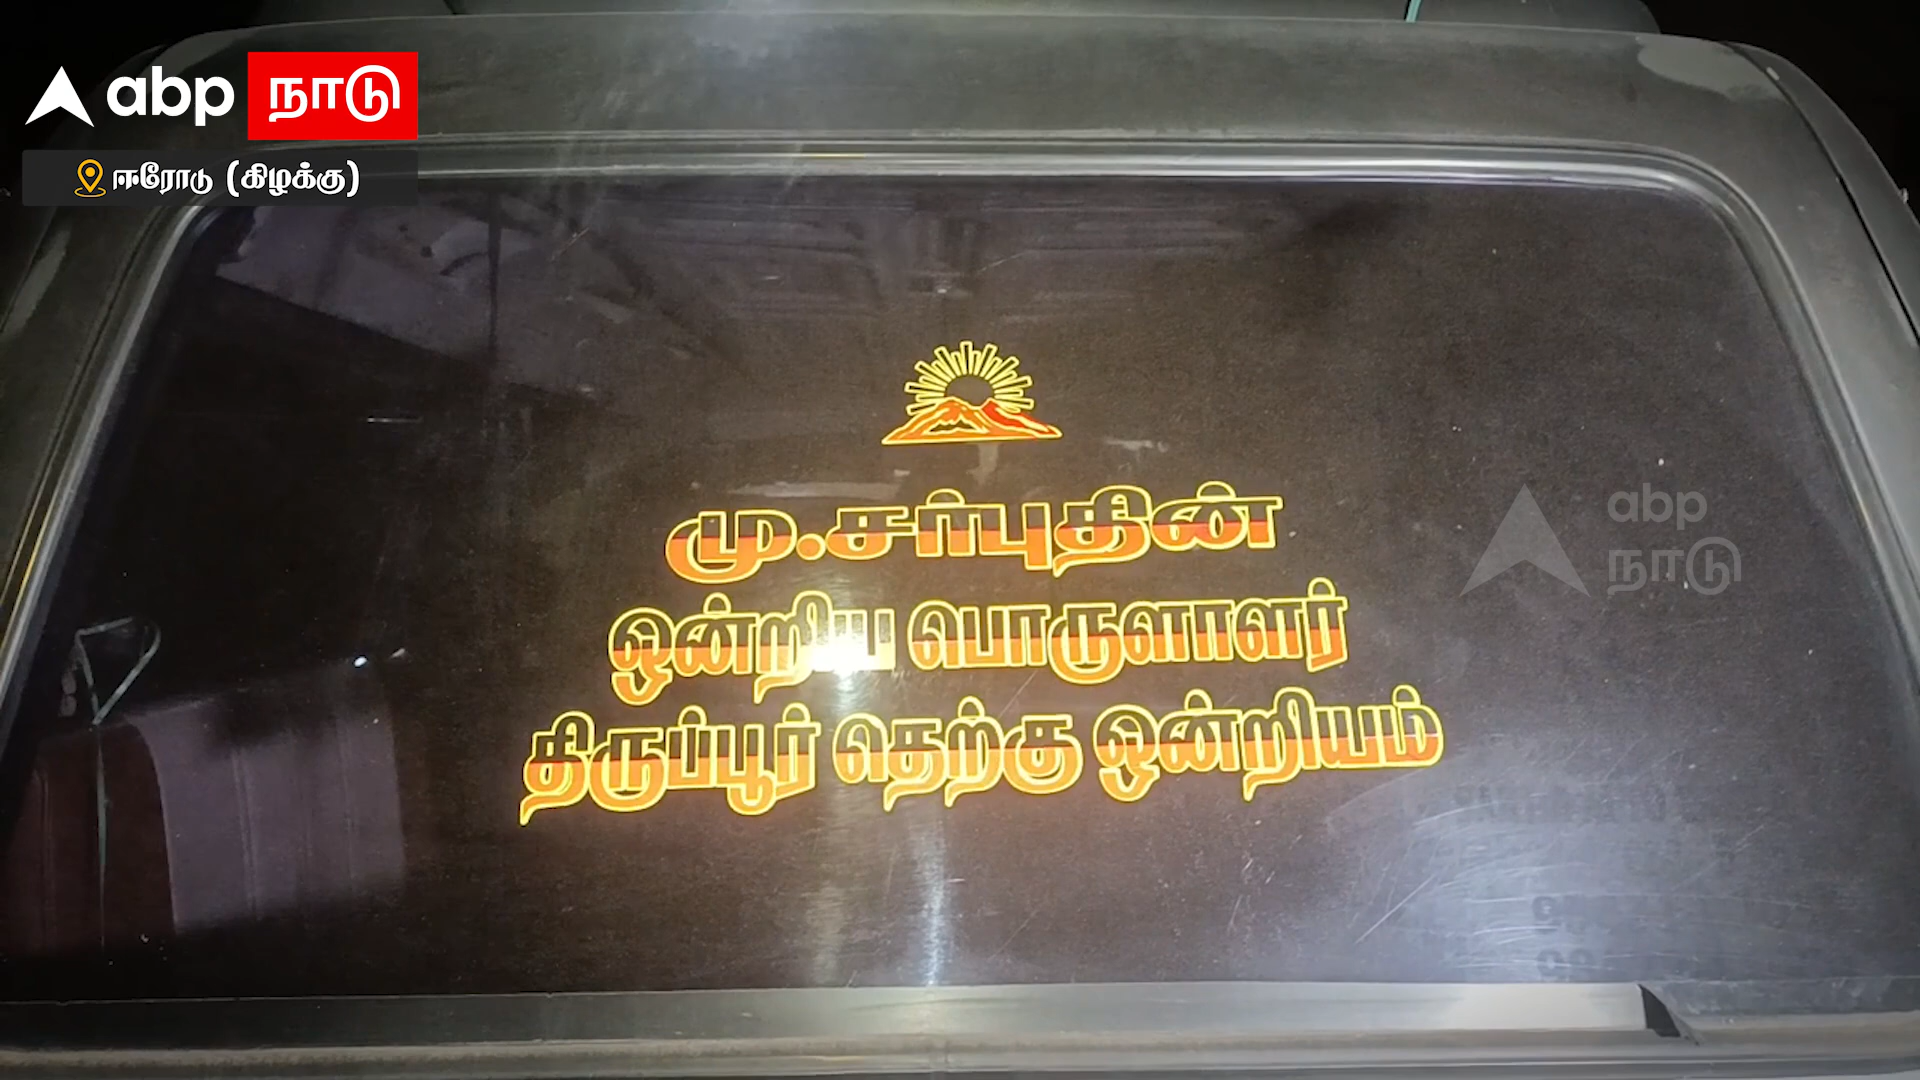 abp நாடு
ஈரோடு (கிழக்கு)
மு.சர்புதின்
ஒன்றிய பொருளாளர்
திருப்பூர் தெற்கு ஒன்றியம்
abp
நாடு